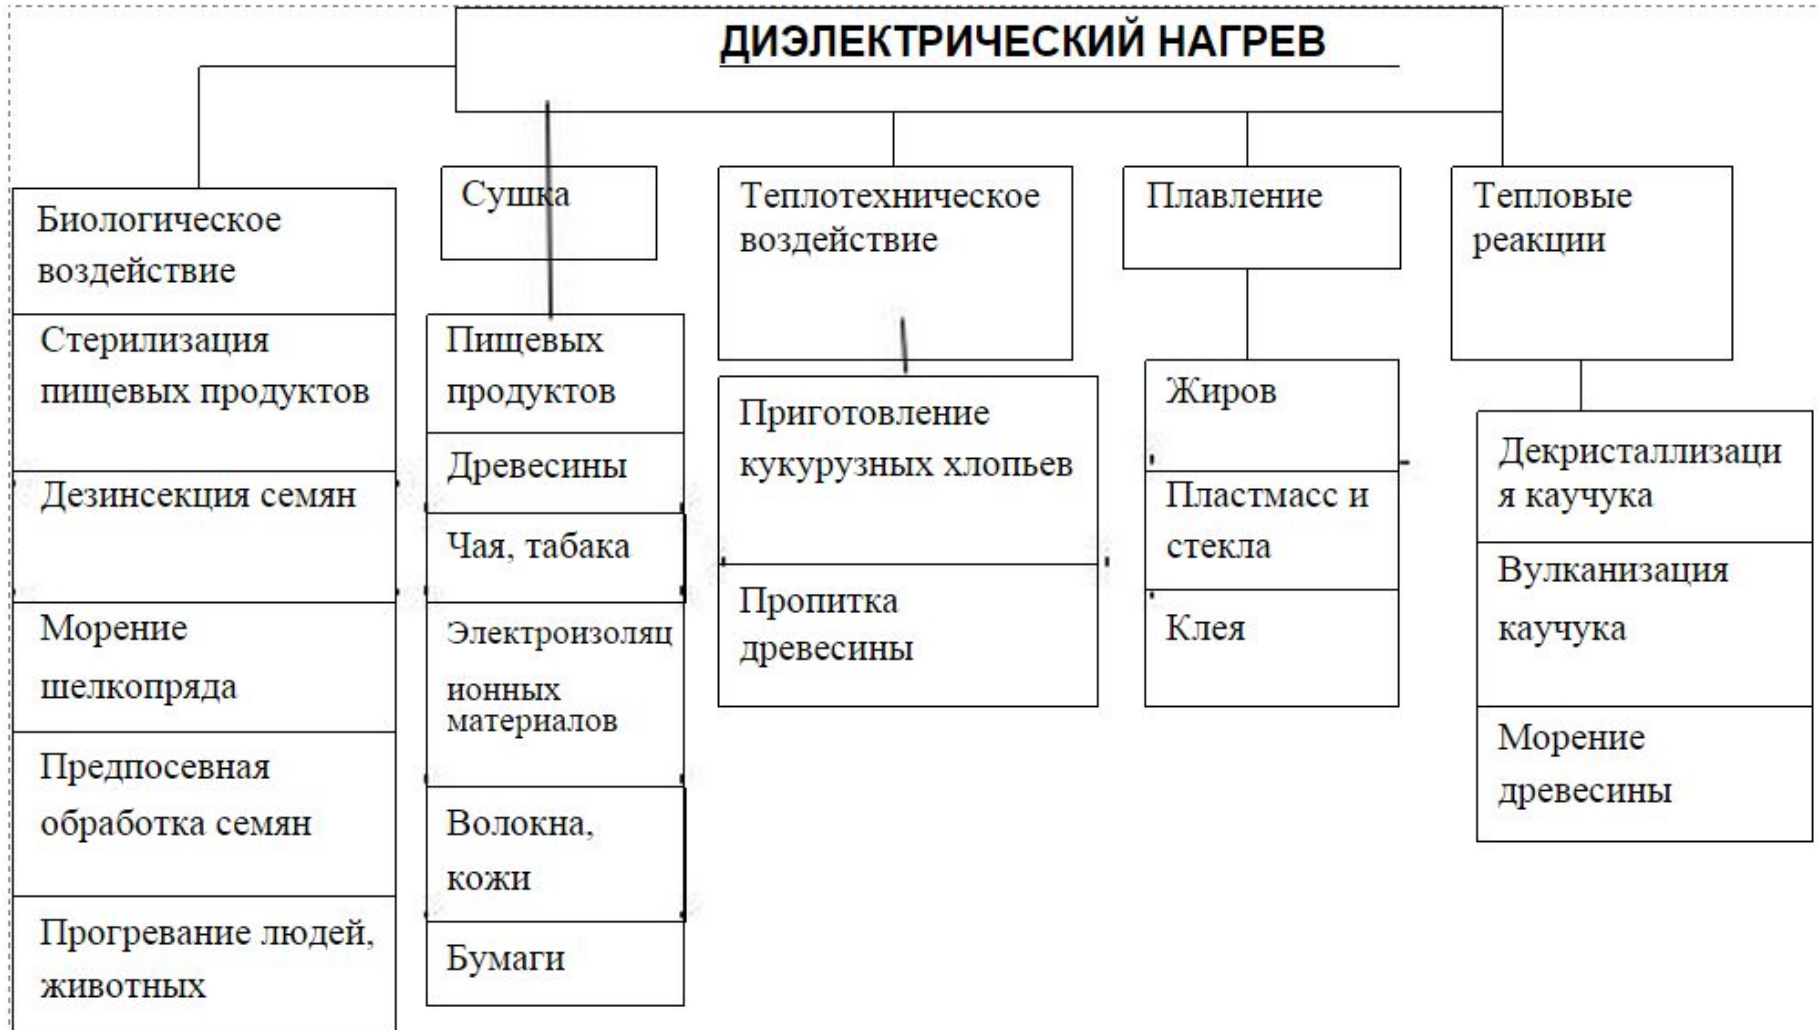 ДИЭЛЕКТРИЧЕСКИЙ НАГРЕВ
Биологическое
воздействие
Стерилизация
пищевых продуктов
Дезинсекция семян
Морение
шелкопряда
Предпосевная
обработка семян
Прогревание людей,
животных
Сушка
Пищевых
продуктов
Древесины
Чая, табака
Электроизоляц
ионных
материалов
Волокна,
кожи
Бумаги
Теплотехническое
воздействие
Приготовление
кукурузных хлопьев
Пропитка
древесины
Плавление
Жиров
Пластмасс и
стекла
Клея
Тепловые
реакции
Декристаллизаци
я каучука
Вулканизация
каучука
Морение
древесины